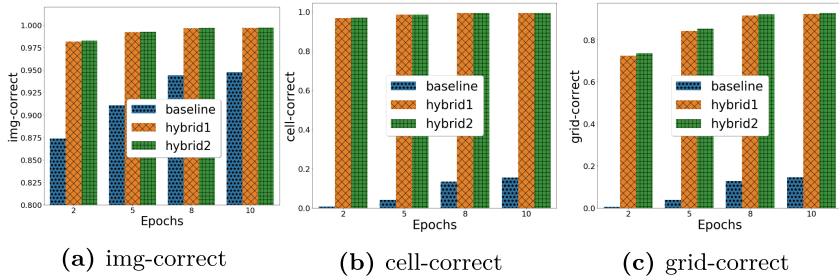 1.000
0.975
0.950
0.925
0.900
0.875
0.850
0.825
0.800
img-correct
baseline
hybrid1
hybrid2
2 5 8 10
Epochs
(a) img-correct
1.0
0.8
0.6
0.4
0.2
0.0
cell-correct
baseline
hybrid1
hybrid2
2 5 8 10
Epochs
(b) cell-correct
0.8
0.6
0.4
0.2
0.0
grid-correct
baseline
hybrid1
hybrid2
2 5 8 10
Epochs
(c) grid-correct